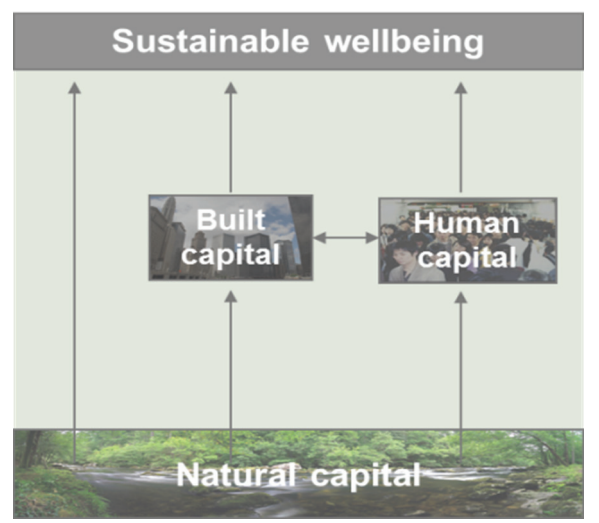 Sustainable wellbeing
Built
capital
Human
capital
Natural capital